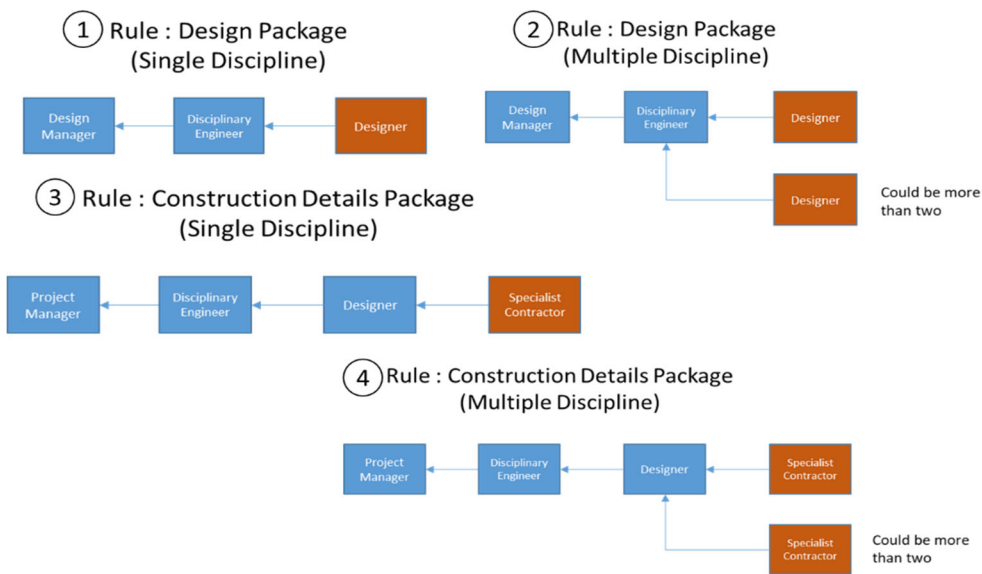 1 Rule : Design Package
(Single Discipline)
Design
Manager
Disciplinary
Engineer
Designer
2 Rule : Design Package
(Multiple Discipline)
Design
Manager
Disciplinary
Engineer
Designer
Designer
Could be more
than two
3 Rule : Construction Details Package
(Single Discipline)
Project
Manager
Disciplinary
Engineer
Designer
Specialist
Contractor
4 Rule : Construction Details Package
(Multiple Discipline)
Project
Manager
Disciplinary
Engineer
Designer
Specialist
Contractor
Specialist
Contractor
Could be more
than two